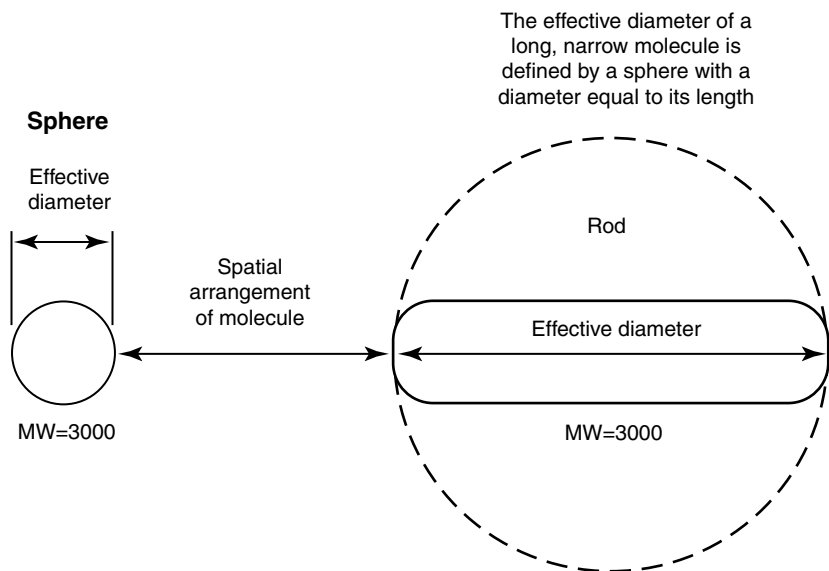 The effective diameter of a
long, narrow molecule is
defined by a sphere with a
diameter equal to its length
Sphere
Effective
diameter
Rod
Spatial
arrangement
of molecule
Effective diameter
MW=3000
MW=3000